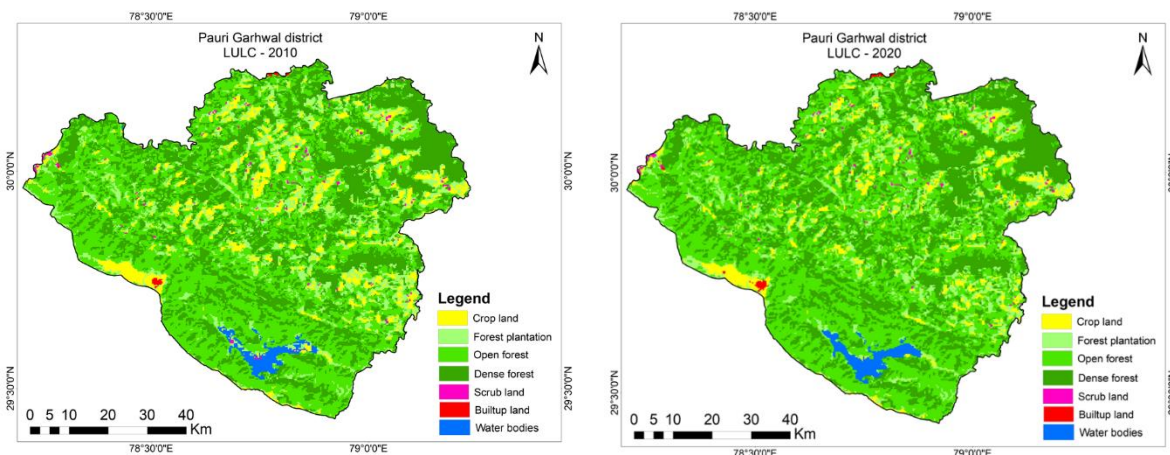 78°30'0"E 79°0'0"E
Pauri Garhwal district
LULC - 2010
N
30°0'0"N
29°30'0"N
Legend
Crop land
Forest plantation
Open forest
Dense forest
Scrub land
Builtup land
Water bodies
0 5 10 20 30 40
Km
78°30'0"E 79°0'0"E
78°30'0"E 79°0'0"E
Pauri Garhwal district
LULC - 2020
N
30°0'0"N
29°30'0"N
Legend
Crop land
Forest plantation
Open forest
Dense forest
Scrub land
Builtup land
Water bodies
0 5 10 20 30 40
Km
78°30'0"E 79°0'0"E